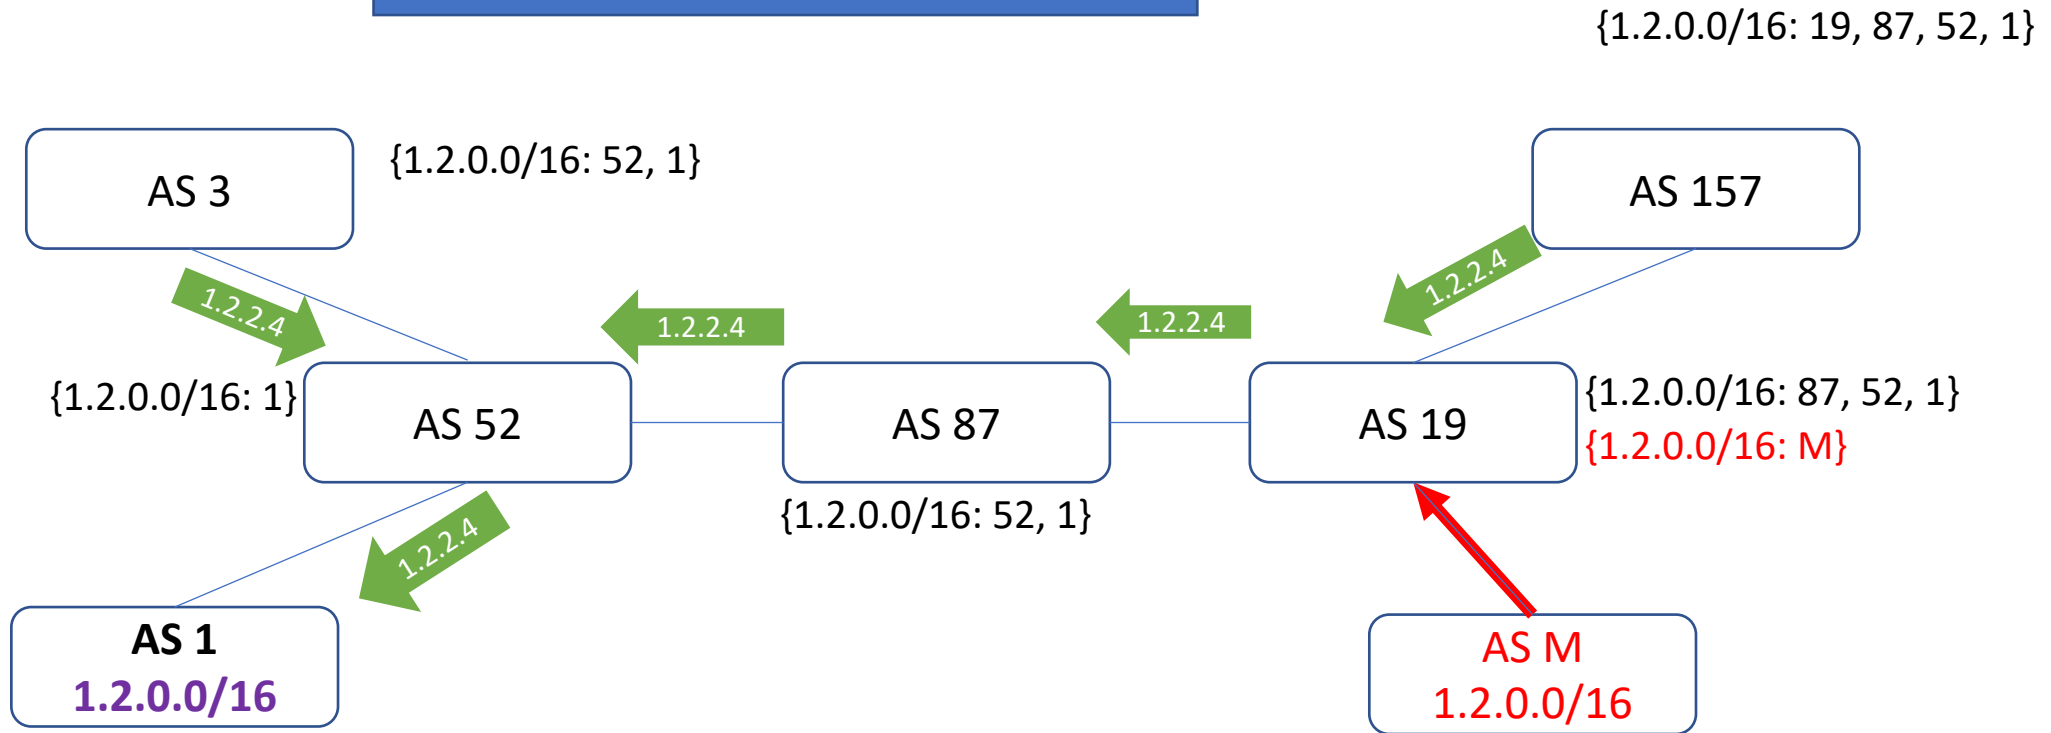 {1.2.0.0/16: 19, 87, 52, 1}
AS 3
{1.2.0.0/16: 52, 1}
AS 157
1.2.2.4
1.2.2.4
1.2.2.4
1.2.2.4
{1.2.0.0/16: 1}
AS 52
AS 87
AS 19
{1.2.0.0/16: 87, 52, 1}
{1.2.0.0/16: M}
{1.2.0.0/16: 52, 1}
1.2.2.4
AS 1
1.2.0.0/16
AS M
1.2.0.0/16